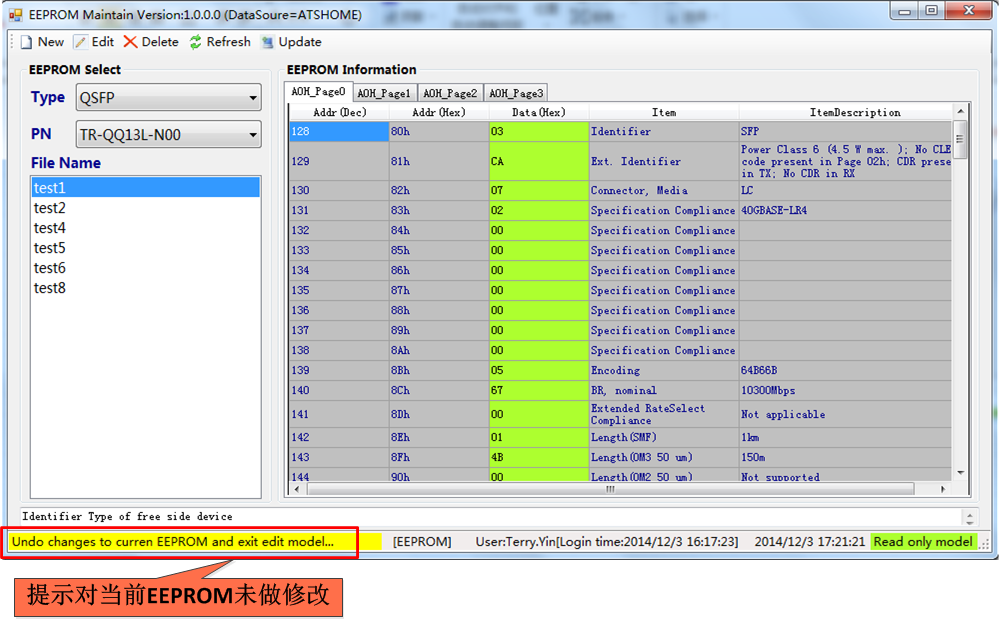 EEPROM Maintain Version:1.0.0.0 (DataSoure=ATSHOME)
New Edit Delete Refresh Update
EEPROM Select
Type QSFP
PN TR-QQ13L-N00
File Name
test1
test2
test4
test5
test6
test8
EEPROM Information
A0H_Page0 A0H_Page1 A0H_Page2 A0H_Page3
Addr(Dec) Addr(Hex) Data(Hex) Item ItemDescription
128 80h 03 Identifier SFP
129 81h CA Ext. Identifier Power Class 6 (4.5 W max. ); No CLE
code present in Page 02h; CDR prese
in TX; No CDR in RX
130 82h 07 Connector, Media LC
131 83h 02 Specification Compliance 40GBASE-LR4
132 84h 00 Specification Compliance
133 85h 00 Specification Compliance
134 86h 00 Specification Compliance
135 87h 00 Specification Compliance
136 88h 00 Specification Compliance
137 89h 00 Specification Compliance
138 8Ah 00 Specification Compliance
139 8Bh 05 Encoding 64B66B
140 8Ch 67 BR, nominal 10300Mbps
141 8Dh 00 Extended RateSelect
Compliance Not applicable
142 8Eh 01 Length(SMF) 1km
143 8Fh 4B Length(OM3 50 um) 150m
144 90h 00 Length(OM2 50 um) Not supported
Identifier Type of free side device
Undo changes to curren EEPROM and exit edit model... [EEPROM] User:Terry.Yin[Login time:2014/12/3 16:17:23] 2014/12/3 17:21:21 Read only model
提示对当前EEPROM未做修改